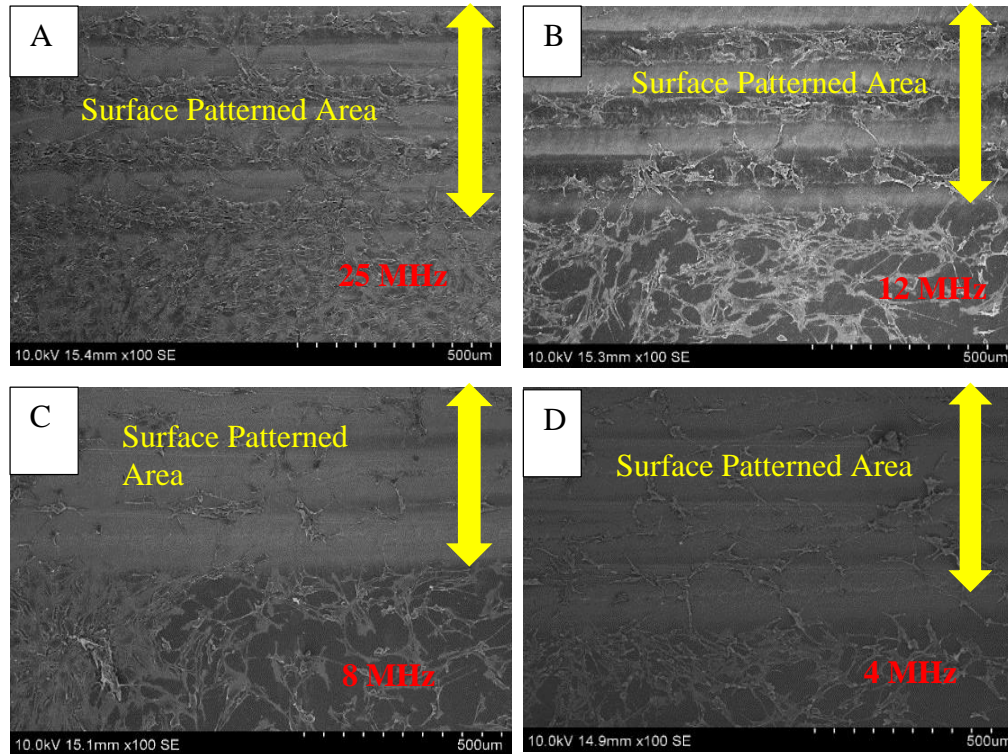 A
Surface Patterned Area
25 MHz
10.0kV 15.4mm x100 SE
500um
B
Surface Patterned Area
12 MHz
10.0kV 15.3mm x100 SE
500um
C
Surface Patterned
Area
8 MHz
10.0kV 15.1mm x100 SE
500um
D
Surface Patterned Area
4 MHz
10.0kV 14.9mm x100 SE
500um